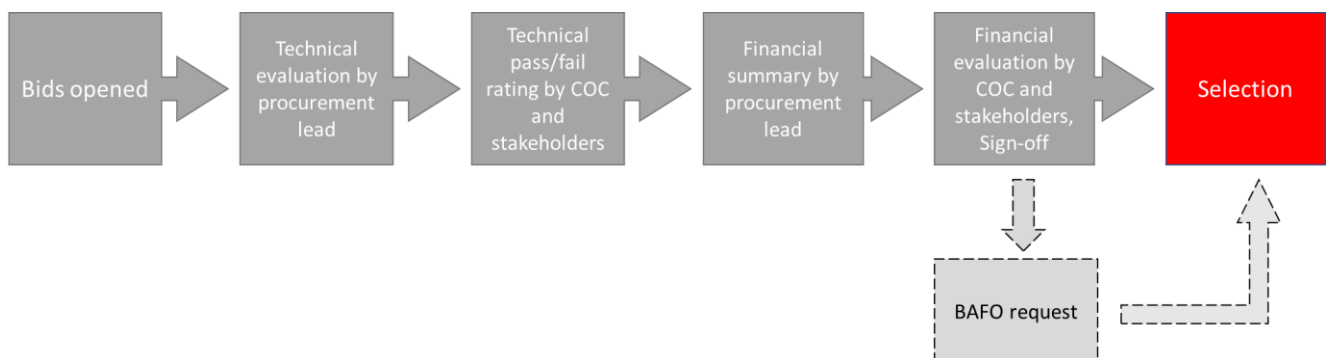 Bids opened
Technical
evaluation by
procurement
lead
Technical
pass/fail
rating by COC
and
stakeholders
Financial
summary by
procurement
lead
Financial
evaluation by
COC and
stakeholders,
Sign-off
Selection
BAFO request